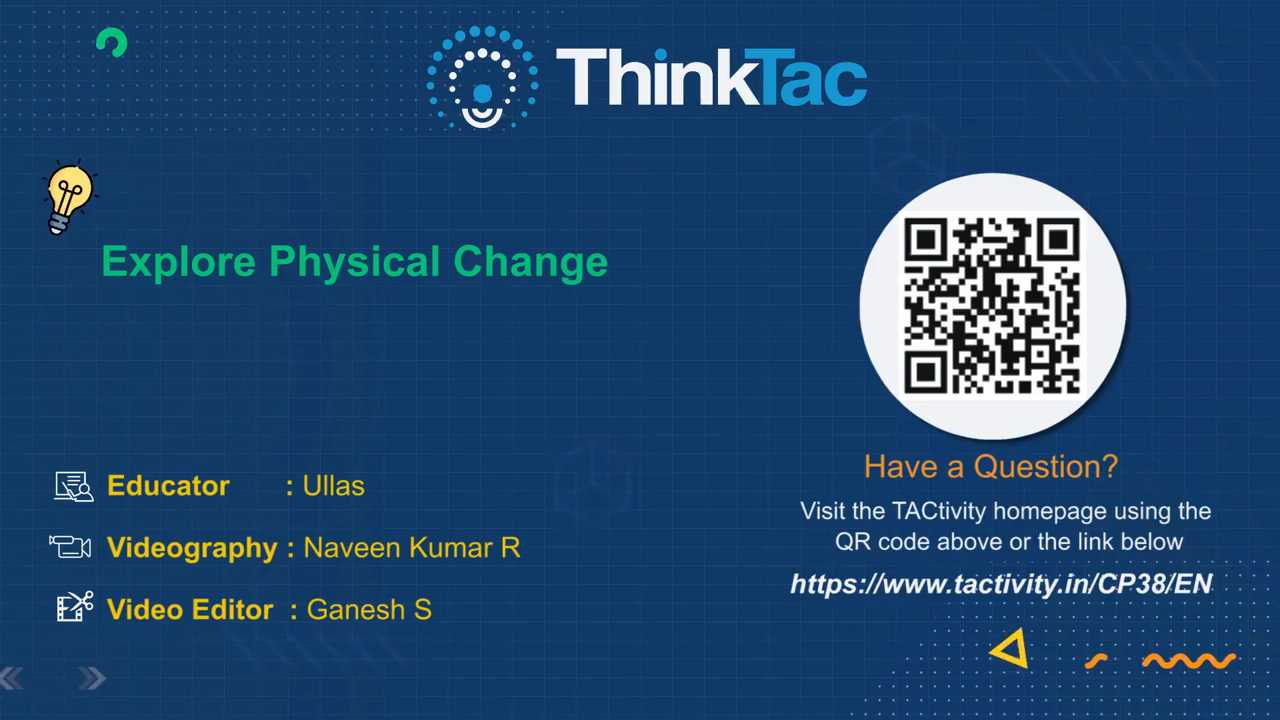 ThinkTac
Explore Physical Change
Educator : Ullas
Videography : Naveen Kumar R
Video Editor : Ganesh S
Have a Question?
Visit the TACtivity homepage using the
QR code above or the link below
https://www.tactivity.in/CP38/EN